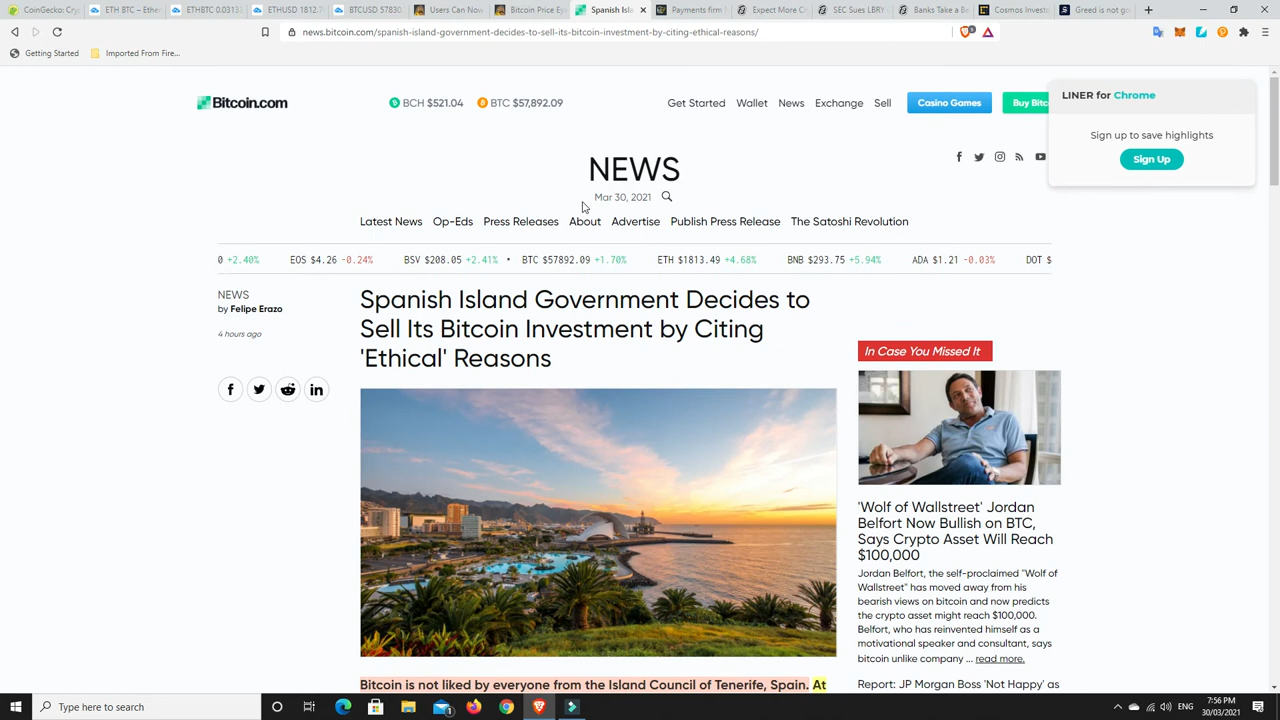 CoinGecko: Cryp
ETH BTC – Ether
ETHBTC 0.0313
ETHUSD 1812.7
BTCUSD 57830.
Users Can Now
Bitcoin Price Ey
Spanish Isla
Payments firm
Expect More Co
SEC Sues LBRY
Banks Take a Be
Cosmos Invest
Greed is not go
news.bitcoin.com/spanish-island-government-decides-to-sell-its-bitcoin-investment-by-citing-ethical-reasons/
Getting Started
Imported From Fire...
Bitcoin.com
BCH $521.04
BTC $57,892.09
Get Started
Wallet
News
Exchange
Sell
Casino Games
Buy Bitc
LINER for Chrome
Sign up to save highlights
Sign Up
NEWS
Mar 30, 2021
Latest News
Op-Eds
Press Releases
About
Advertise
Publish Press Release
The Satoshi Revolution
0 +2.40%
EOS $4.26 -0.24%
BSV $208.05 +2.41%
BTC $57892.09 +1.70%
ETH $1813.49 +4.68%
BNB $293.75 +5.94%
ADA $1.21 -0.03%
DOT $
NEWS
by Felipe Erazo
4 hours ago
Spanish Island Government Decides to
Sell Its Bitcoin Investment by Citing
'Ethical' Reasons
Bitcoin is not liked by everyone from the Island Council of Tenerife, Spain. At
In Case You Missed It
'Wolf of Wallstreet' Jordan
Belfort Now Bullish on BTC,
Says Crypto Asset Will Reach
$100,000
Jordan Belfort, the self-proclaimed "Wolf of
Wallstreet" has moved away from his
bearish views on bitcoin and now predicts
the crypto asset might reach $100,000.
Belfort, who has reinvented himself as a
motivational speaker and consultant, says
bitcoin unlike company ... read more.
Report: JP Morgan Boss 'Not Happy' as
Type here to search
ENG
7:56 PM
30/03/2021